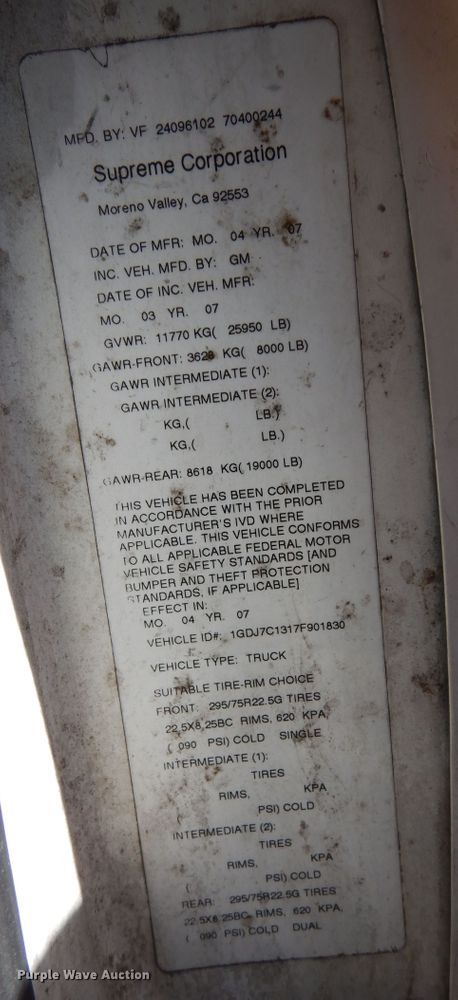 MFD. BY: VF 24096102 70400244
Supreme Corporation
Moreno Valley, Ca 92553
DATE OF MFR: MO. 04 YR. 07
INC. VEH. MFD. BY: GM
DATE OF INC. VEH. MFR:
MO. 03 YR. 07
GVWR: 11770 KG( 25950 LB)
GAWR-FRONT: 3628 KG( 8000 LB)
GAWR INTERMEDIATE (1):
GAWR INTERMEDIATE (2):
KG,( LB.)
KG,( LB.)
GAWR-REAR: 8618 KG( 19000 LB)
THIS VEHICLE HAS BEEN COMPLETED
IN ACCORDANCE WITH THE PRIOR
MANUFACTURER'S IVD WHERE
APPLICABLE. THIS VEHICLE CONFORMS
TO ALL APPLICABLE FEDERAL MOTOR
VEHICLE SAFETY STANDARDS [AND
BUMPER AND THEFT PROTECTION
STANDARDS, IF APPLICABLE]
EFFECT IN:
MO. 04 YR. 07
VEHICLE ID#: 1GDJ7C1317F901830
VEHICLE TYPE: TRUCK
SUITABLE TIRE-RIM CHOICE
FRONT: 295/75R22.5G TIRES
22.5X8.25BC RIMS, 620 KPA
( 090 PSI) COLD SINGLE
INTERMEDIATE (1):
TIRES
RIMS, KPA
( PSI) COLD
INTERMEDIATE (2):
TIRES
RIMS, KPA
( PSI) COLD
REAR: 295/75R22.5G TIRES
22.5X8.25BC RIMS, 620 KPA,
( 090 PSI) COLD DUAL
Purple Wave Auction